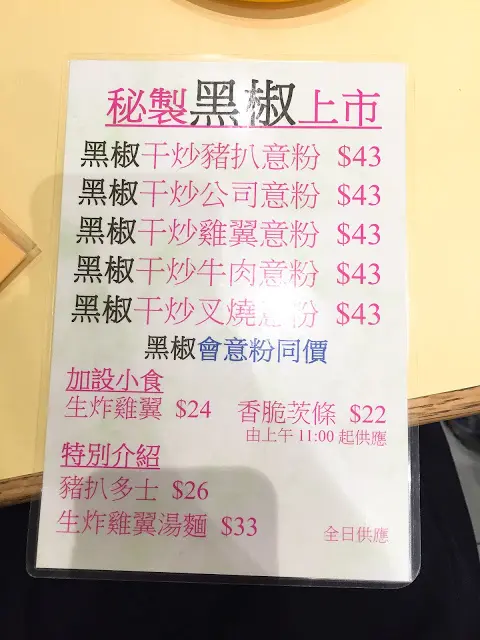 秘製黑椒上市
黑椒干炒豬扒意粉 $43
黑椒干炒公司意粉 $43
黑椒干炒雞翼意粉 $43
黑椒干炒牛肉意粉 $43
黑椒干炒叉燒意粉 $43
黑椒會意粉同價
加設小食
生炸雞翼 $24 香脆茨條 $22
由上午 11:00 起供應
特別介紹
豬扒多士 $26
生炸雞翼湯麵 $33
全日供應